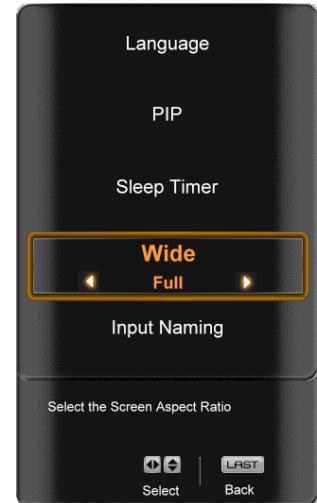 Language
PIP
Sleep Timer
Wide
Full
Input Naming
Select the Screen Aspect Ratio
LAST
Select
Back